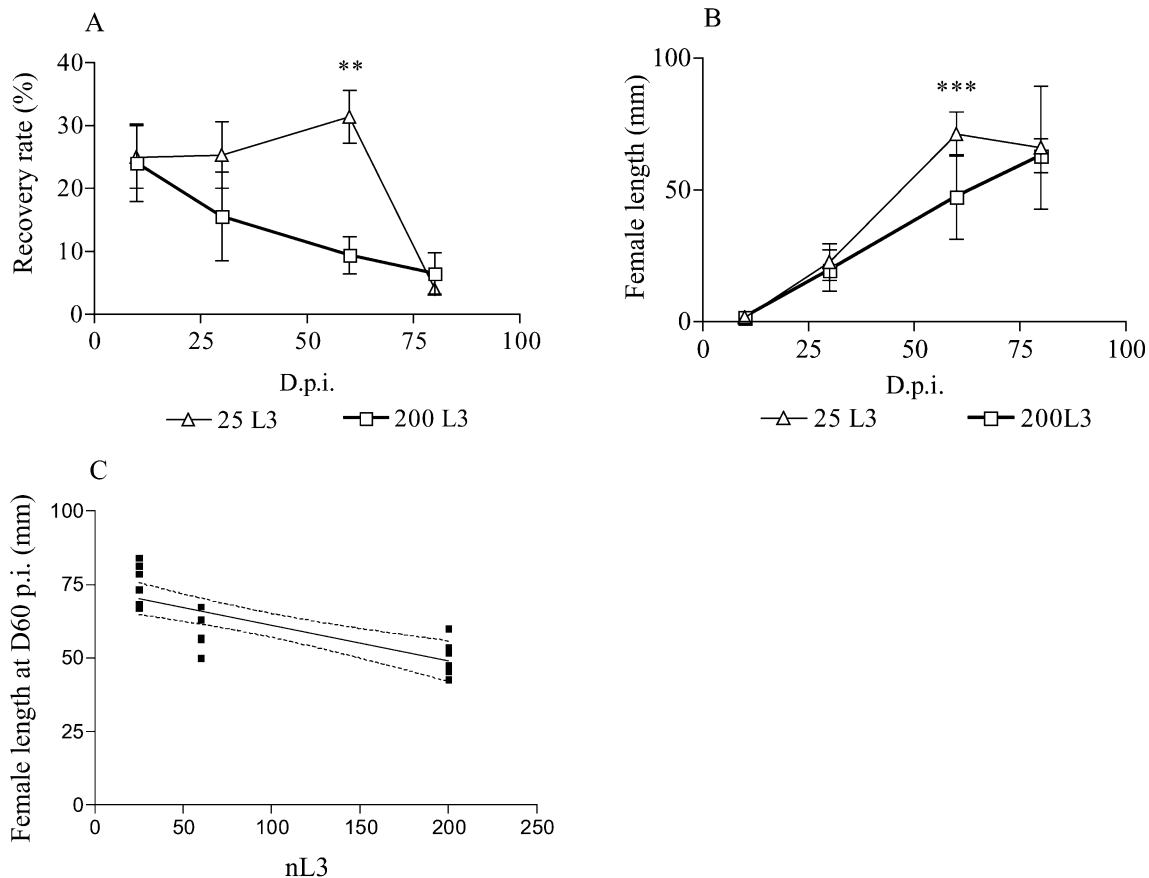 A
Recovery rate (%)
40
30
20
10
0
**
0 25 50 75 100
D.p.i.
25 L3 200 L3
B
Female length (mm)
100
50
0
***
0 25 50 75 100
D.p.i.
25 L3 200L3
C
Female length at D60 p.i. (mm)
100
75
50
25
0
0 50 100 150 200 250
nL3